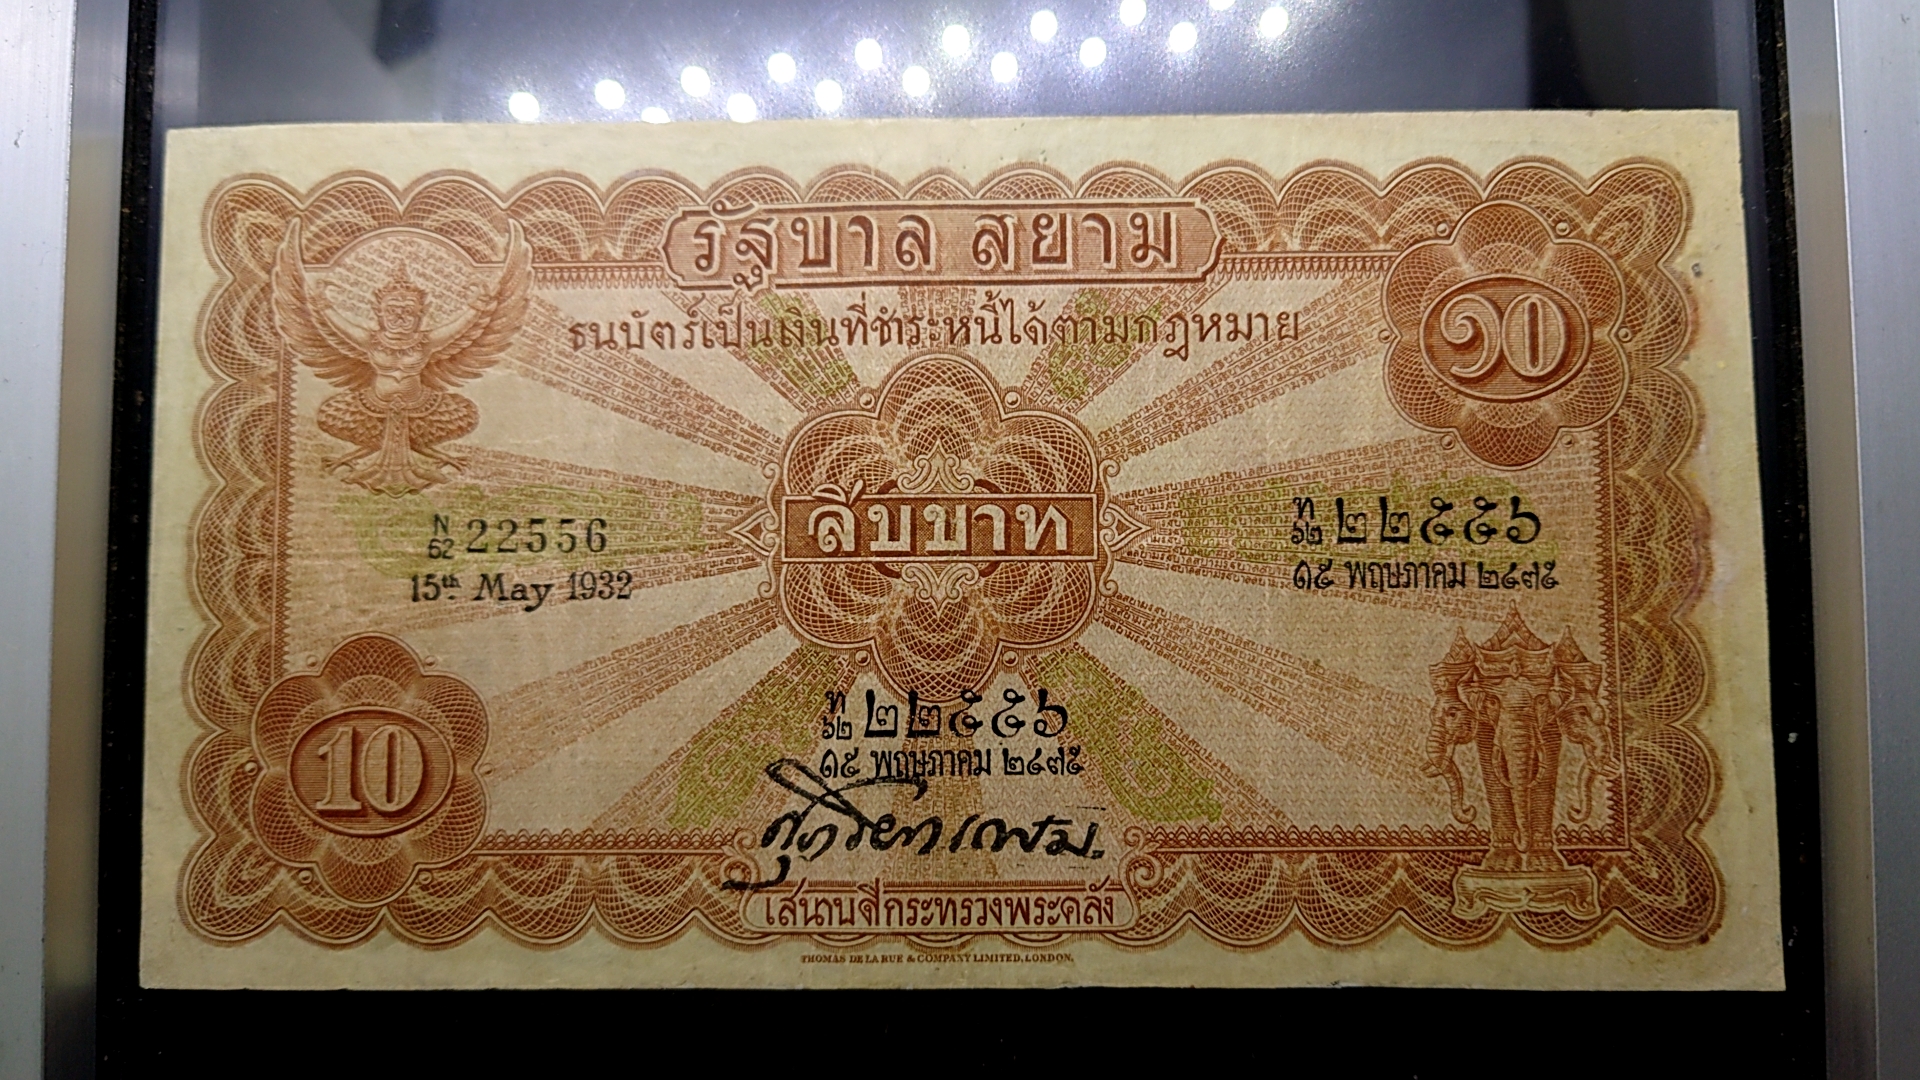 รัฐบาล สยาม
ธนบัตร์เป็นเงินที่ชำระหนี้ได้ตามกฎหมาย
๑๐
สิบบาท
N/62 22556
15th May 1932
ท/๖๒ ๒๒๕๕๖
๑๕ พฤษภาคม ๒๔๗๕
ท/๖๒ ๒๒๕๕๖
๑๕ พฤษภาคม ๒๔๗๕
10
เสนาบดีกระทรวงพระคลัง
THOMAS DE LA RUE & COMPANY LIMITED, LONDON.